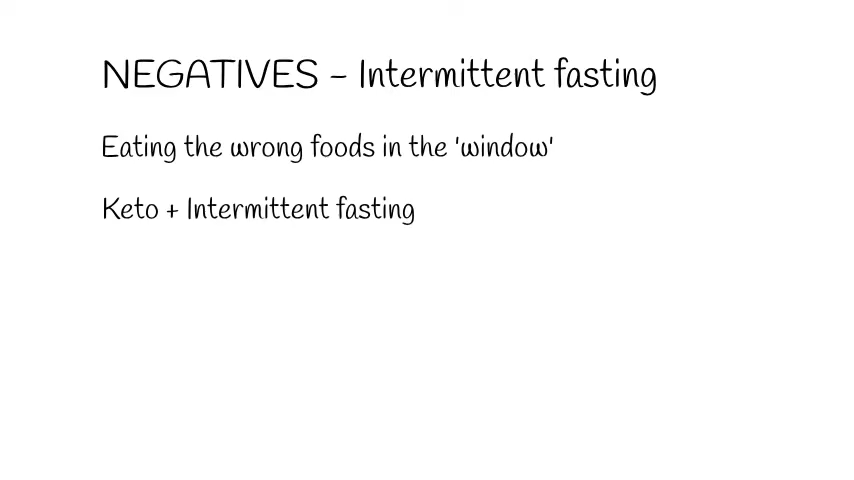 NEGATIVES - Intermittent fasting
Eating the wrong foods in the 'window'
Keto + Intermittent fasting